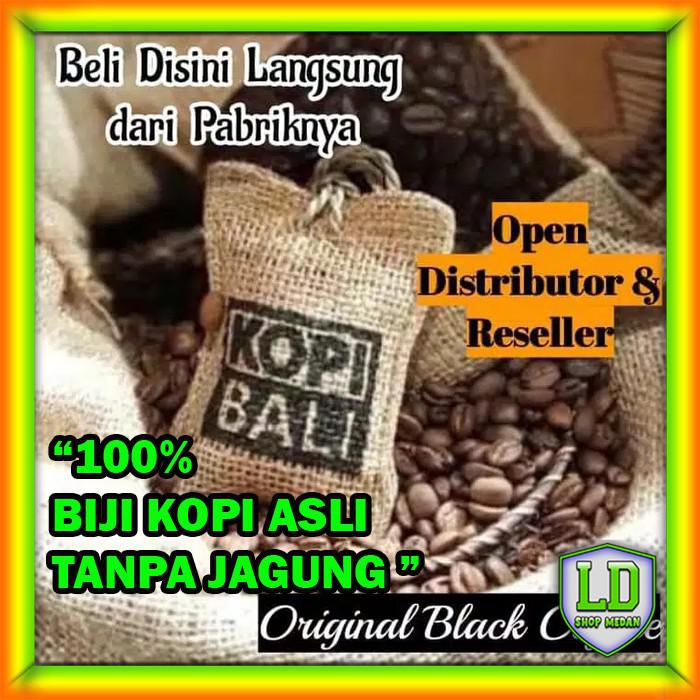 Beli Disini Langsung
dari Pabriknya
Open
Distributor &
Reseller
KOPI
BALI
“100%
BIJI KOPI ASLI
TANPA JAGUNG ”
Original Black
LD
SHOP MEDAN